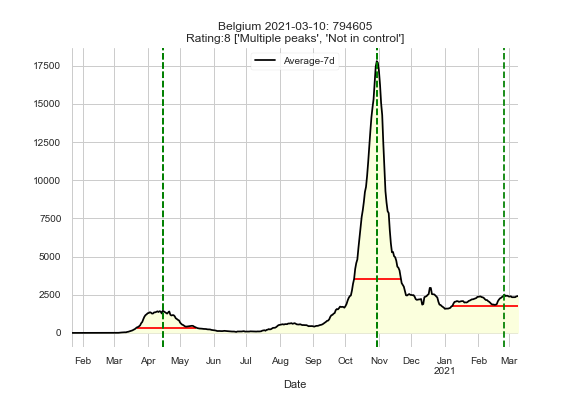 Belgium 2021-03-10: 794605
Rating:8 ['Multiple peaks', 'Not in control']
Average-7d
17500
15000
12500
10000
7500
5000
2500
0
Feb Mar Apr May Jun Jul Aug Sep Oct Nov Dec Jan Feb Mar
2021
Date